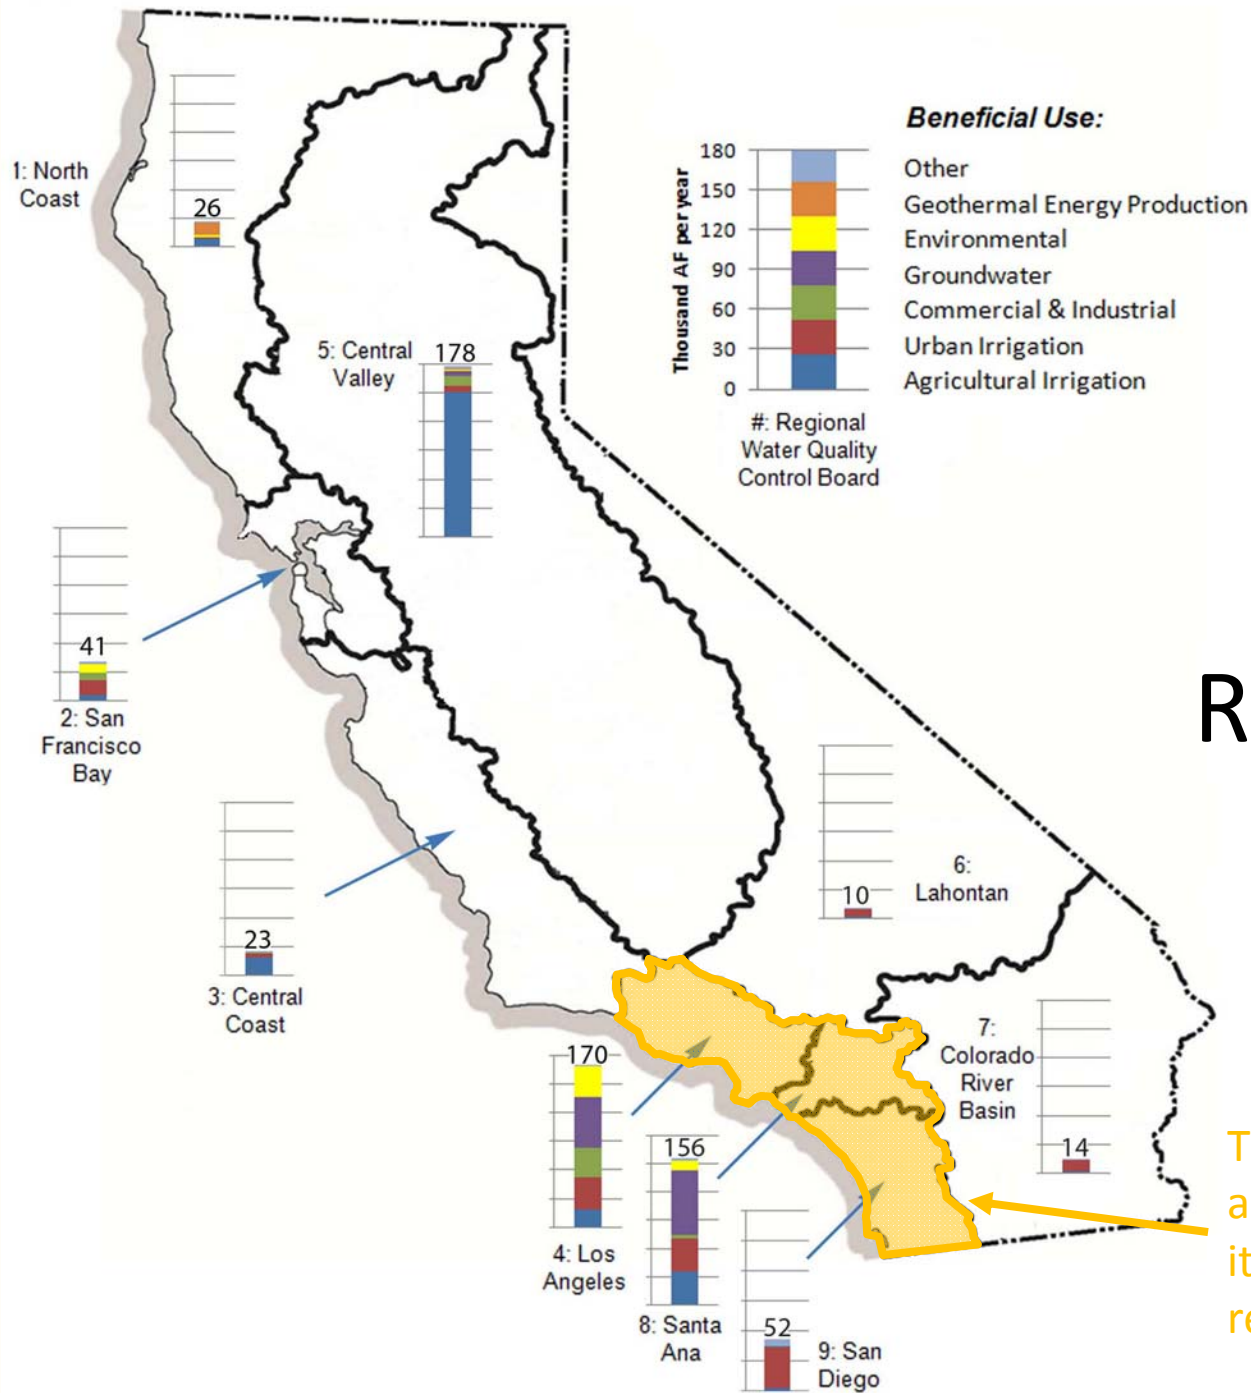 Beneficial Use:
180
150
120
90
60
30
0
Thousand AF per year
Other
Geothermal Energy Production
Environmental
Groundwater
Commercial & Industrial
Urban Irrigation
Agricultural Irrigation
#: Regional
Water Quality
Control Board
1: North
Coast
26
5: Central
Valley
178
41
2: San
Francisco
Bay
R
23
3: Central
Coast
10
6:
Lahontan
7:
Colorado
River
Basin
14
170
4: Los
Angeles
156
8: Santa
Ana
52
9: San
Diego
T
a
it
re